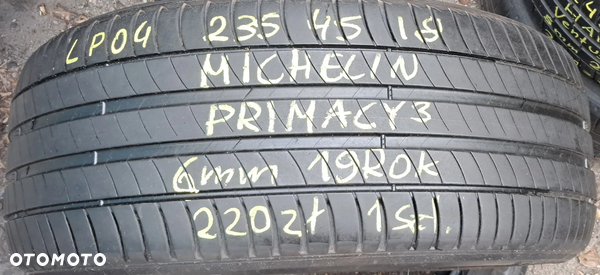 LP04 235 45 18
MICHELIN
PRIMACY3
6mm 19ROK
220zł 1szt.
OTOMOTO